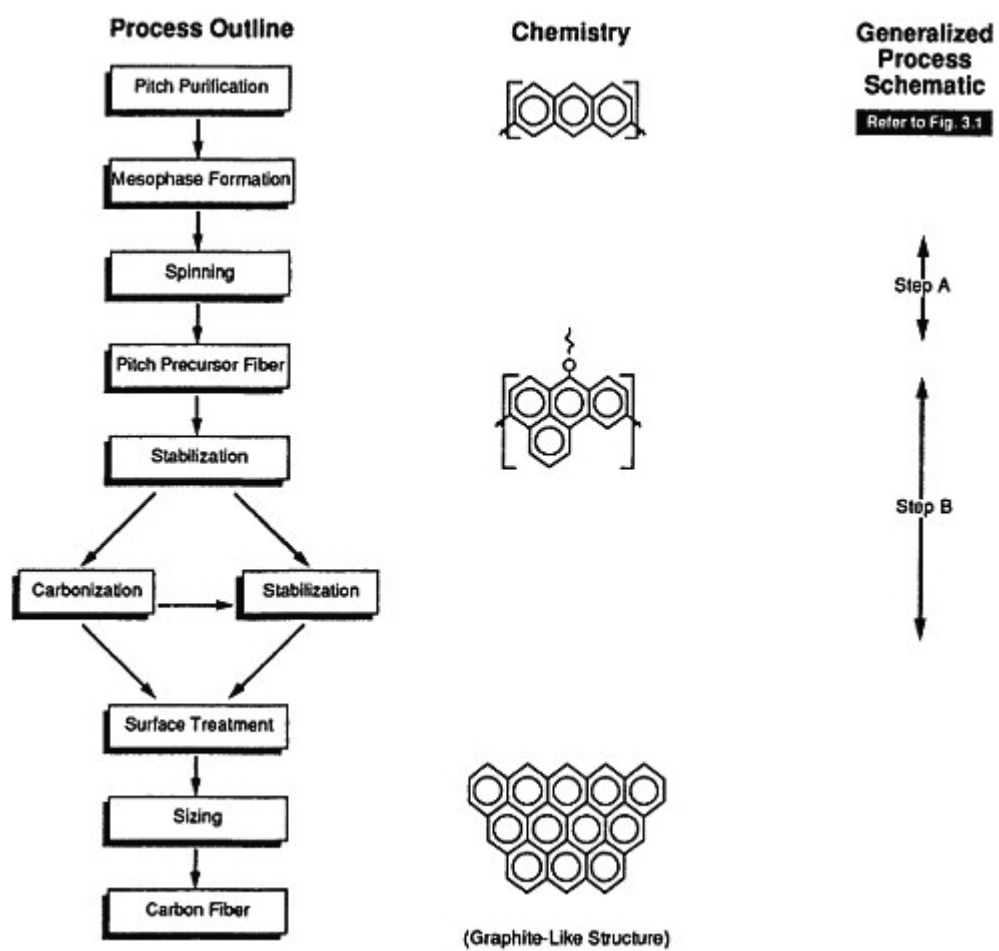 Process Outline
Pitch Purification
Mesophase Formation
Spinning
Pitch Precursor Fiber
Stabilization
Carbonization
Stabilization
Surface Treatment
Sizing
Carbon Fiber
Chemistry
O
(Graphite-Like Structure)
Generalized
Process
Schematic
Refer to Fig. 3.1
Step A
Step B